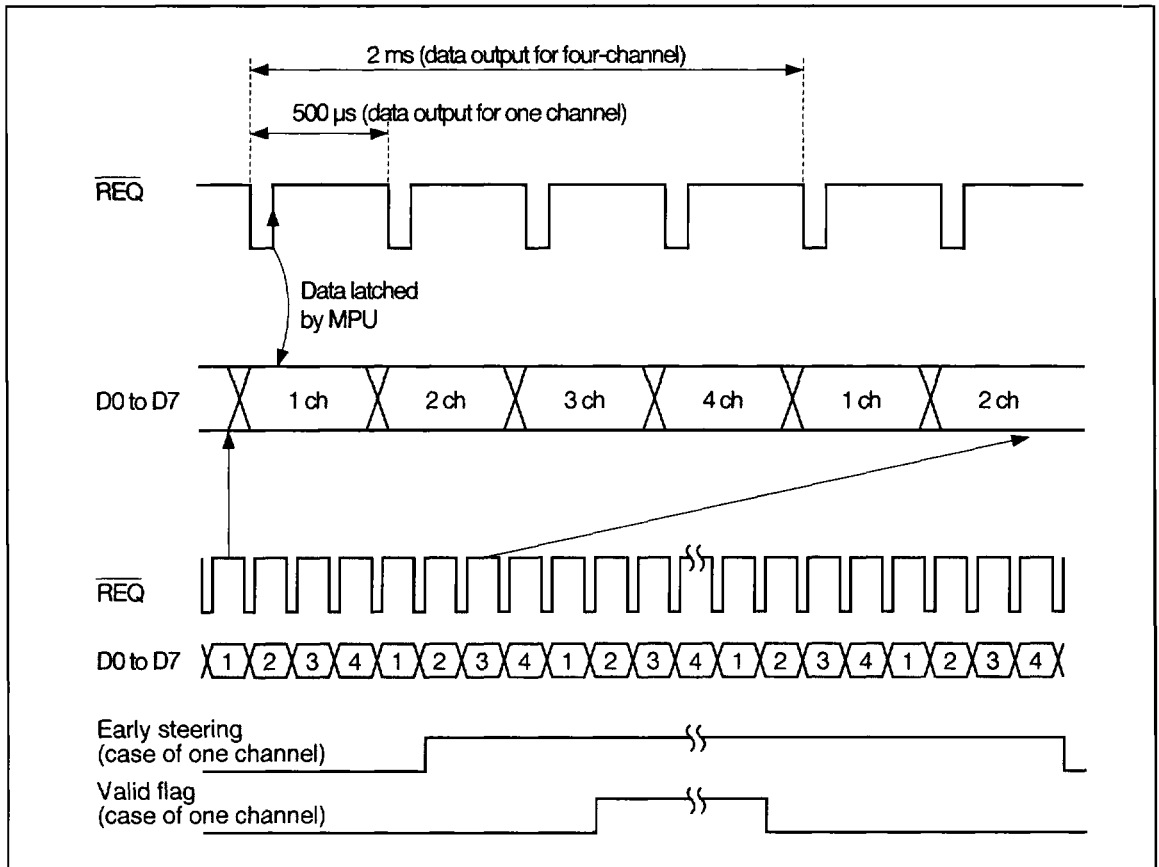 2 ms (data output for four-channel)
500 µs (data output for one channel)
REQ
Data latched
by MPU
D0 to D7 1 ch 2 ch 3 ch 4 ch 1 ch 2 ch
REQ
D0 to D7 1 2 3 4 1 2 3 4 1 2 3 4 1 2 3 4 1 2 3 4
Early steering
(case of one channel)
Valid flag
(case of one channel)